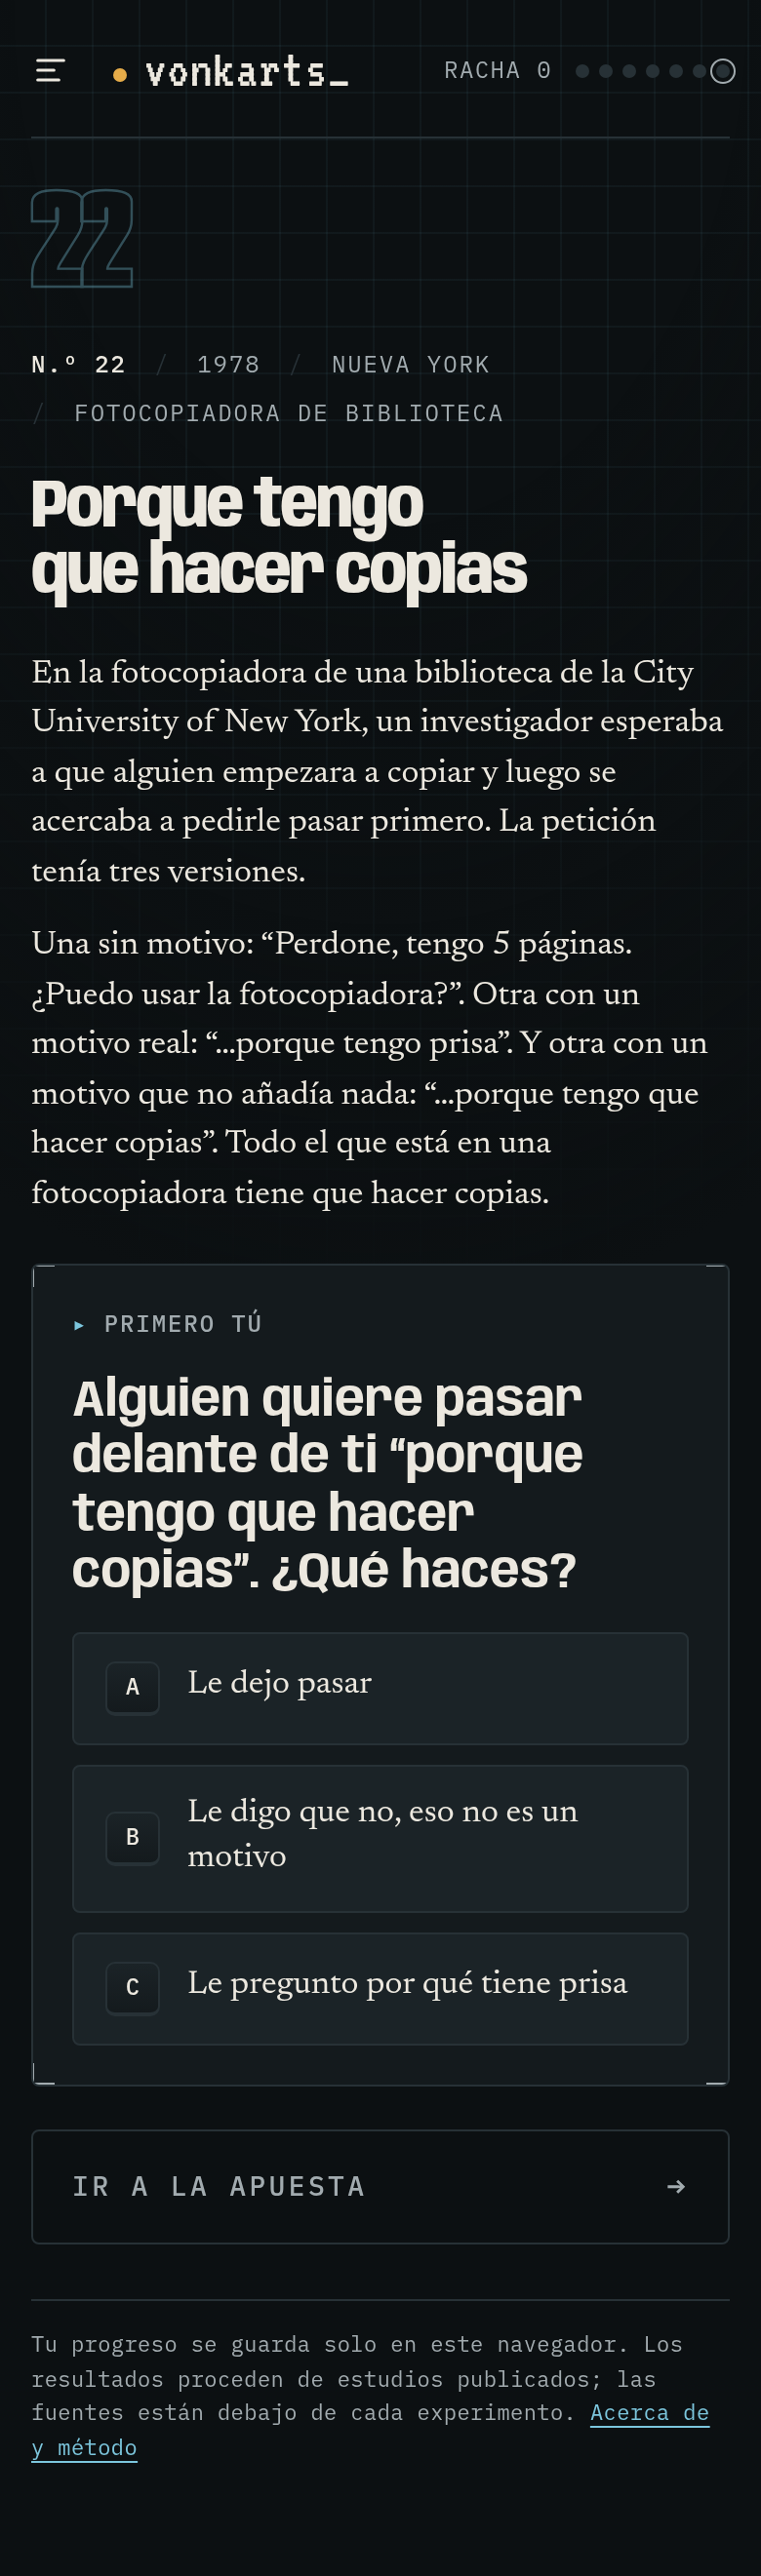 vonkarts_
RACHA 0
22
N.º 22 / 1978 / NUEVA YORK
/ FOTOCOPIADORA DE BIBLIOTECA
Porque tengo
que hacer copias
En la fotocopiadora de una biblioteca de la City
University of New York, un investigador esperaba
a que alguien empezara a copiar y luego se
acercaba a pedirle pasar primero. La petición
tenía tres versiones.
Una sin motivo: “Perdone, tengo 5 páginas.
¿Puedo usar la fotocopiadora?”. Otra con un
motivo real: “…porque tengo prisa”. Y otra con un
motivo que no añadía nada: “…porque tengo que
hacer copias”. Todo el que está en una
fotocopiadora tiene que hacer copias.
▸ PRIMERO TÚ
Alguien quiere pasar
delante de ti “porque
tengo que hacer
copias”. ¿Qué haces?
A Le dejo pasar
B Le digo que no, eso no es un
motivo
C Le pregunto por qué tiene prisa
IR A LA APUESTA →
Tu progreso se guarda solo en este navegador. Los
resultados proceden de estudios publicados; las
fuentes están debajo de cada experimento. Acerca de
y método